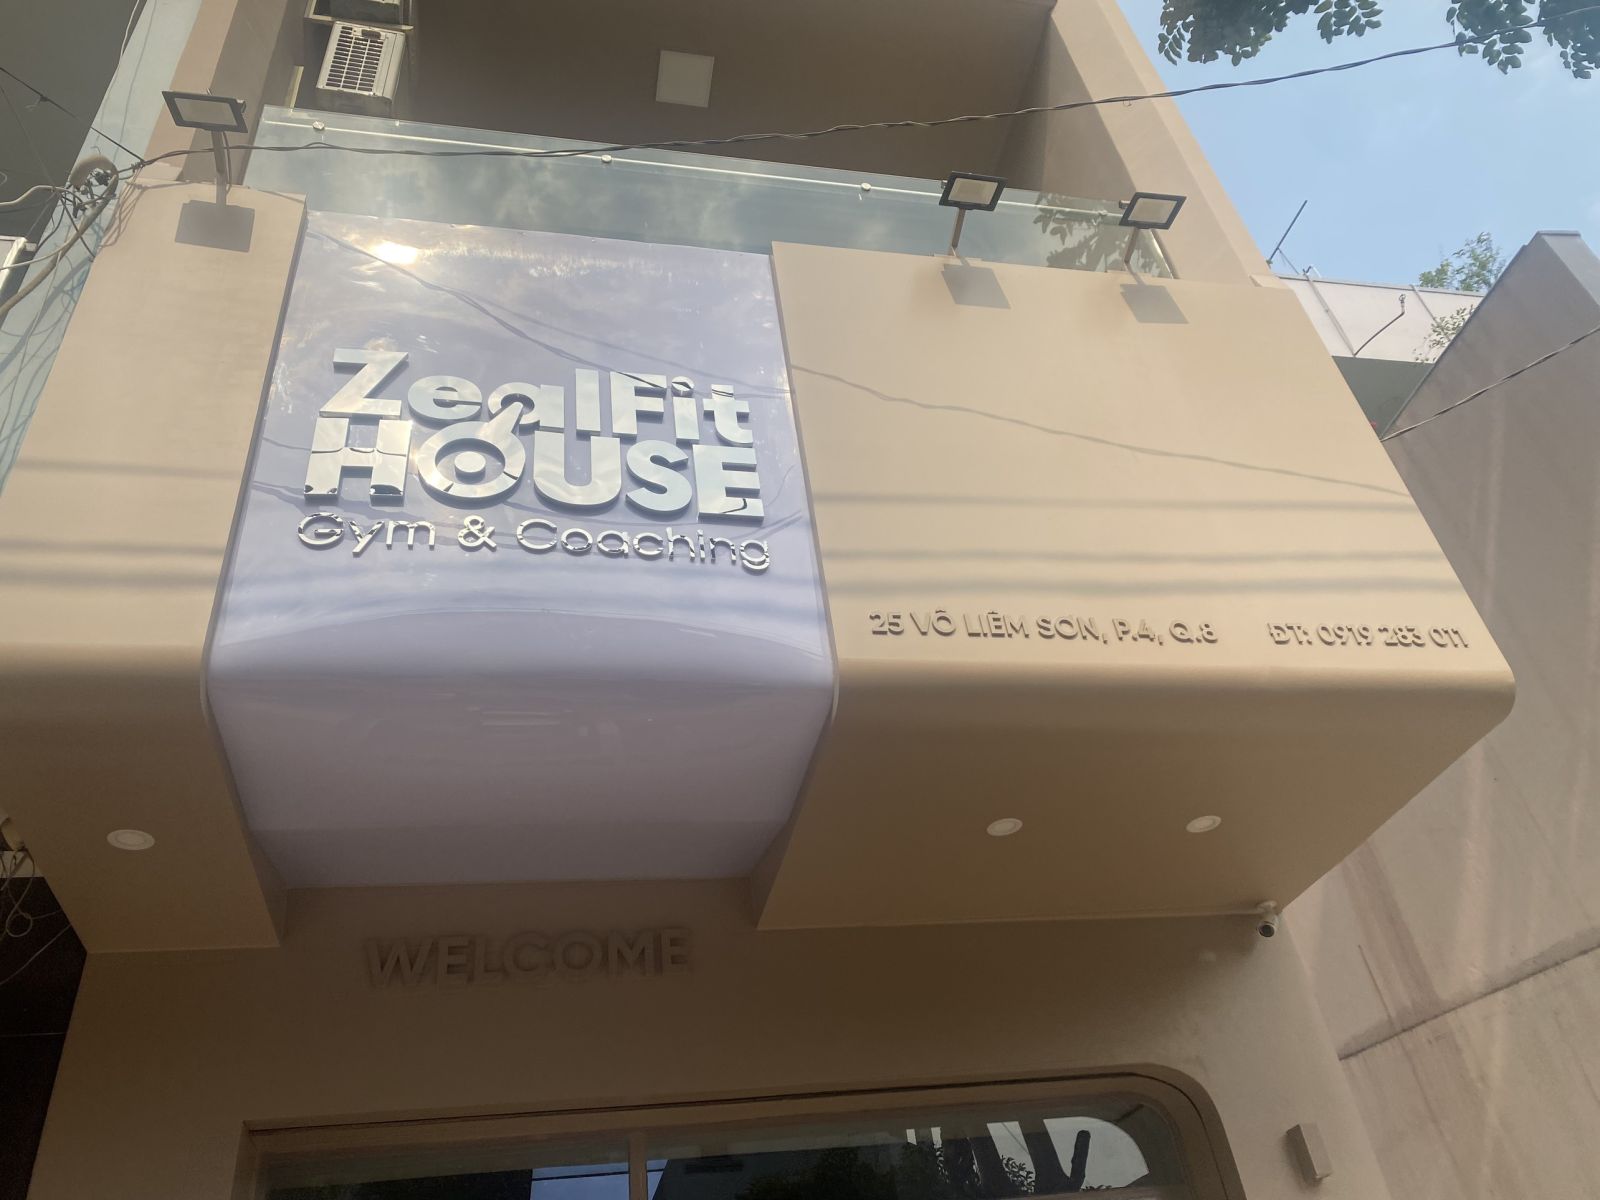 ZealFit
HOUSE
Gym & Coaching
25 VÕ LIÊM SƠN, P.4, Q.8 ĐT: 0919 283 011
WELCOME